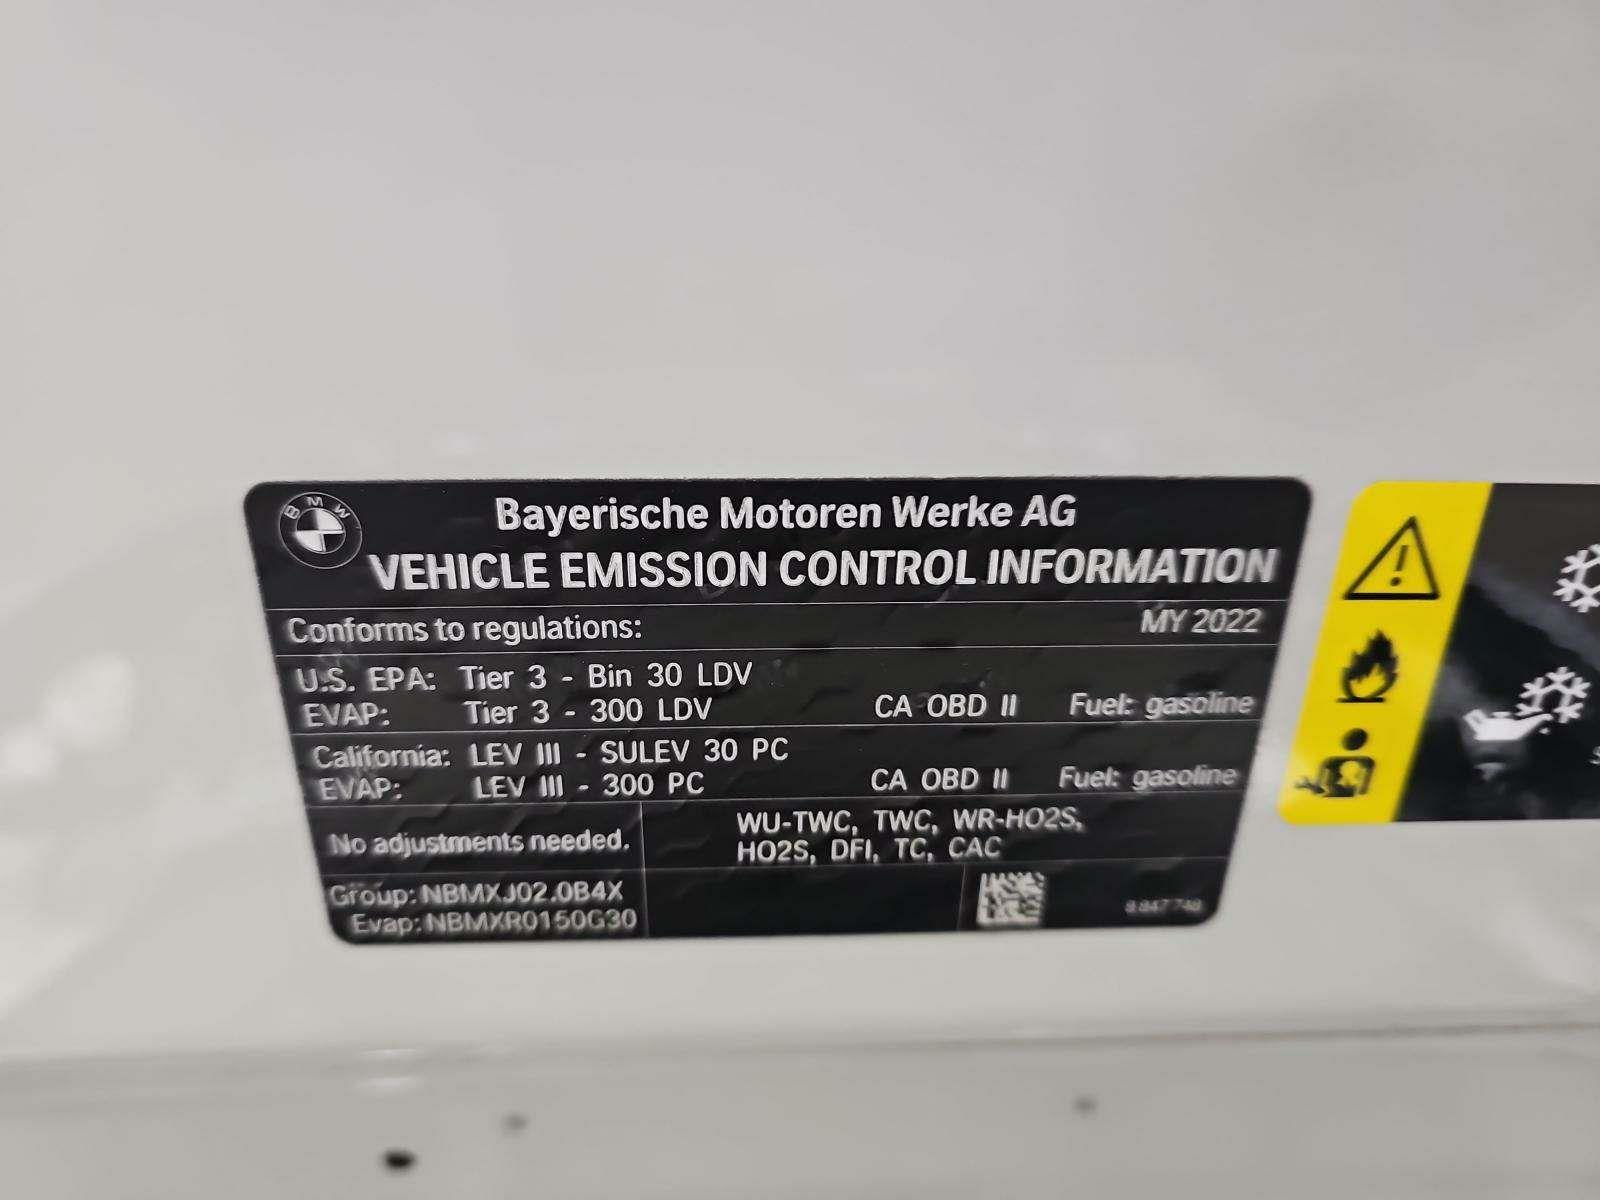 BMW
Bayerische Motoren Werke AG
VEHICLE EMISSION CONTROL INFORMATION
Conforms to regulations: MY 2022
U.S. EPA: Tier 3 - Bin 30 LDV
EVAP: Tier 3 - 300 LDV CA OBD II Fuel: gasoline
California: LEV III - SULEV 30 PC
EVAP: LEV III - 300 PC CA OBD II Fuel: gasoline
No adjustments needed.
WU-TWC, TWC, WR-HO2S,
HO2S, DFI, TC, CAC
Group: NBMXJ02.0B4X
Evap: NBMXR0150G30
8 847 748